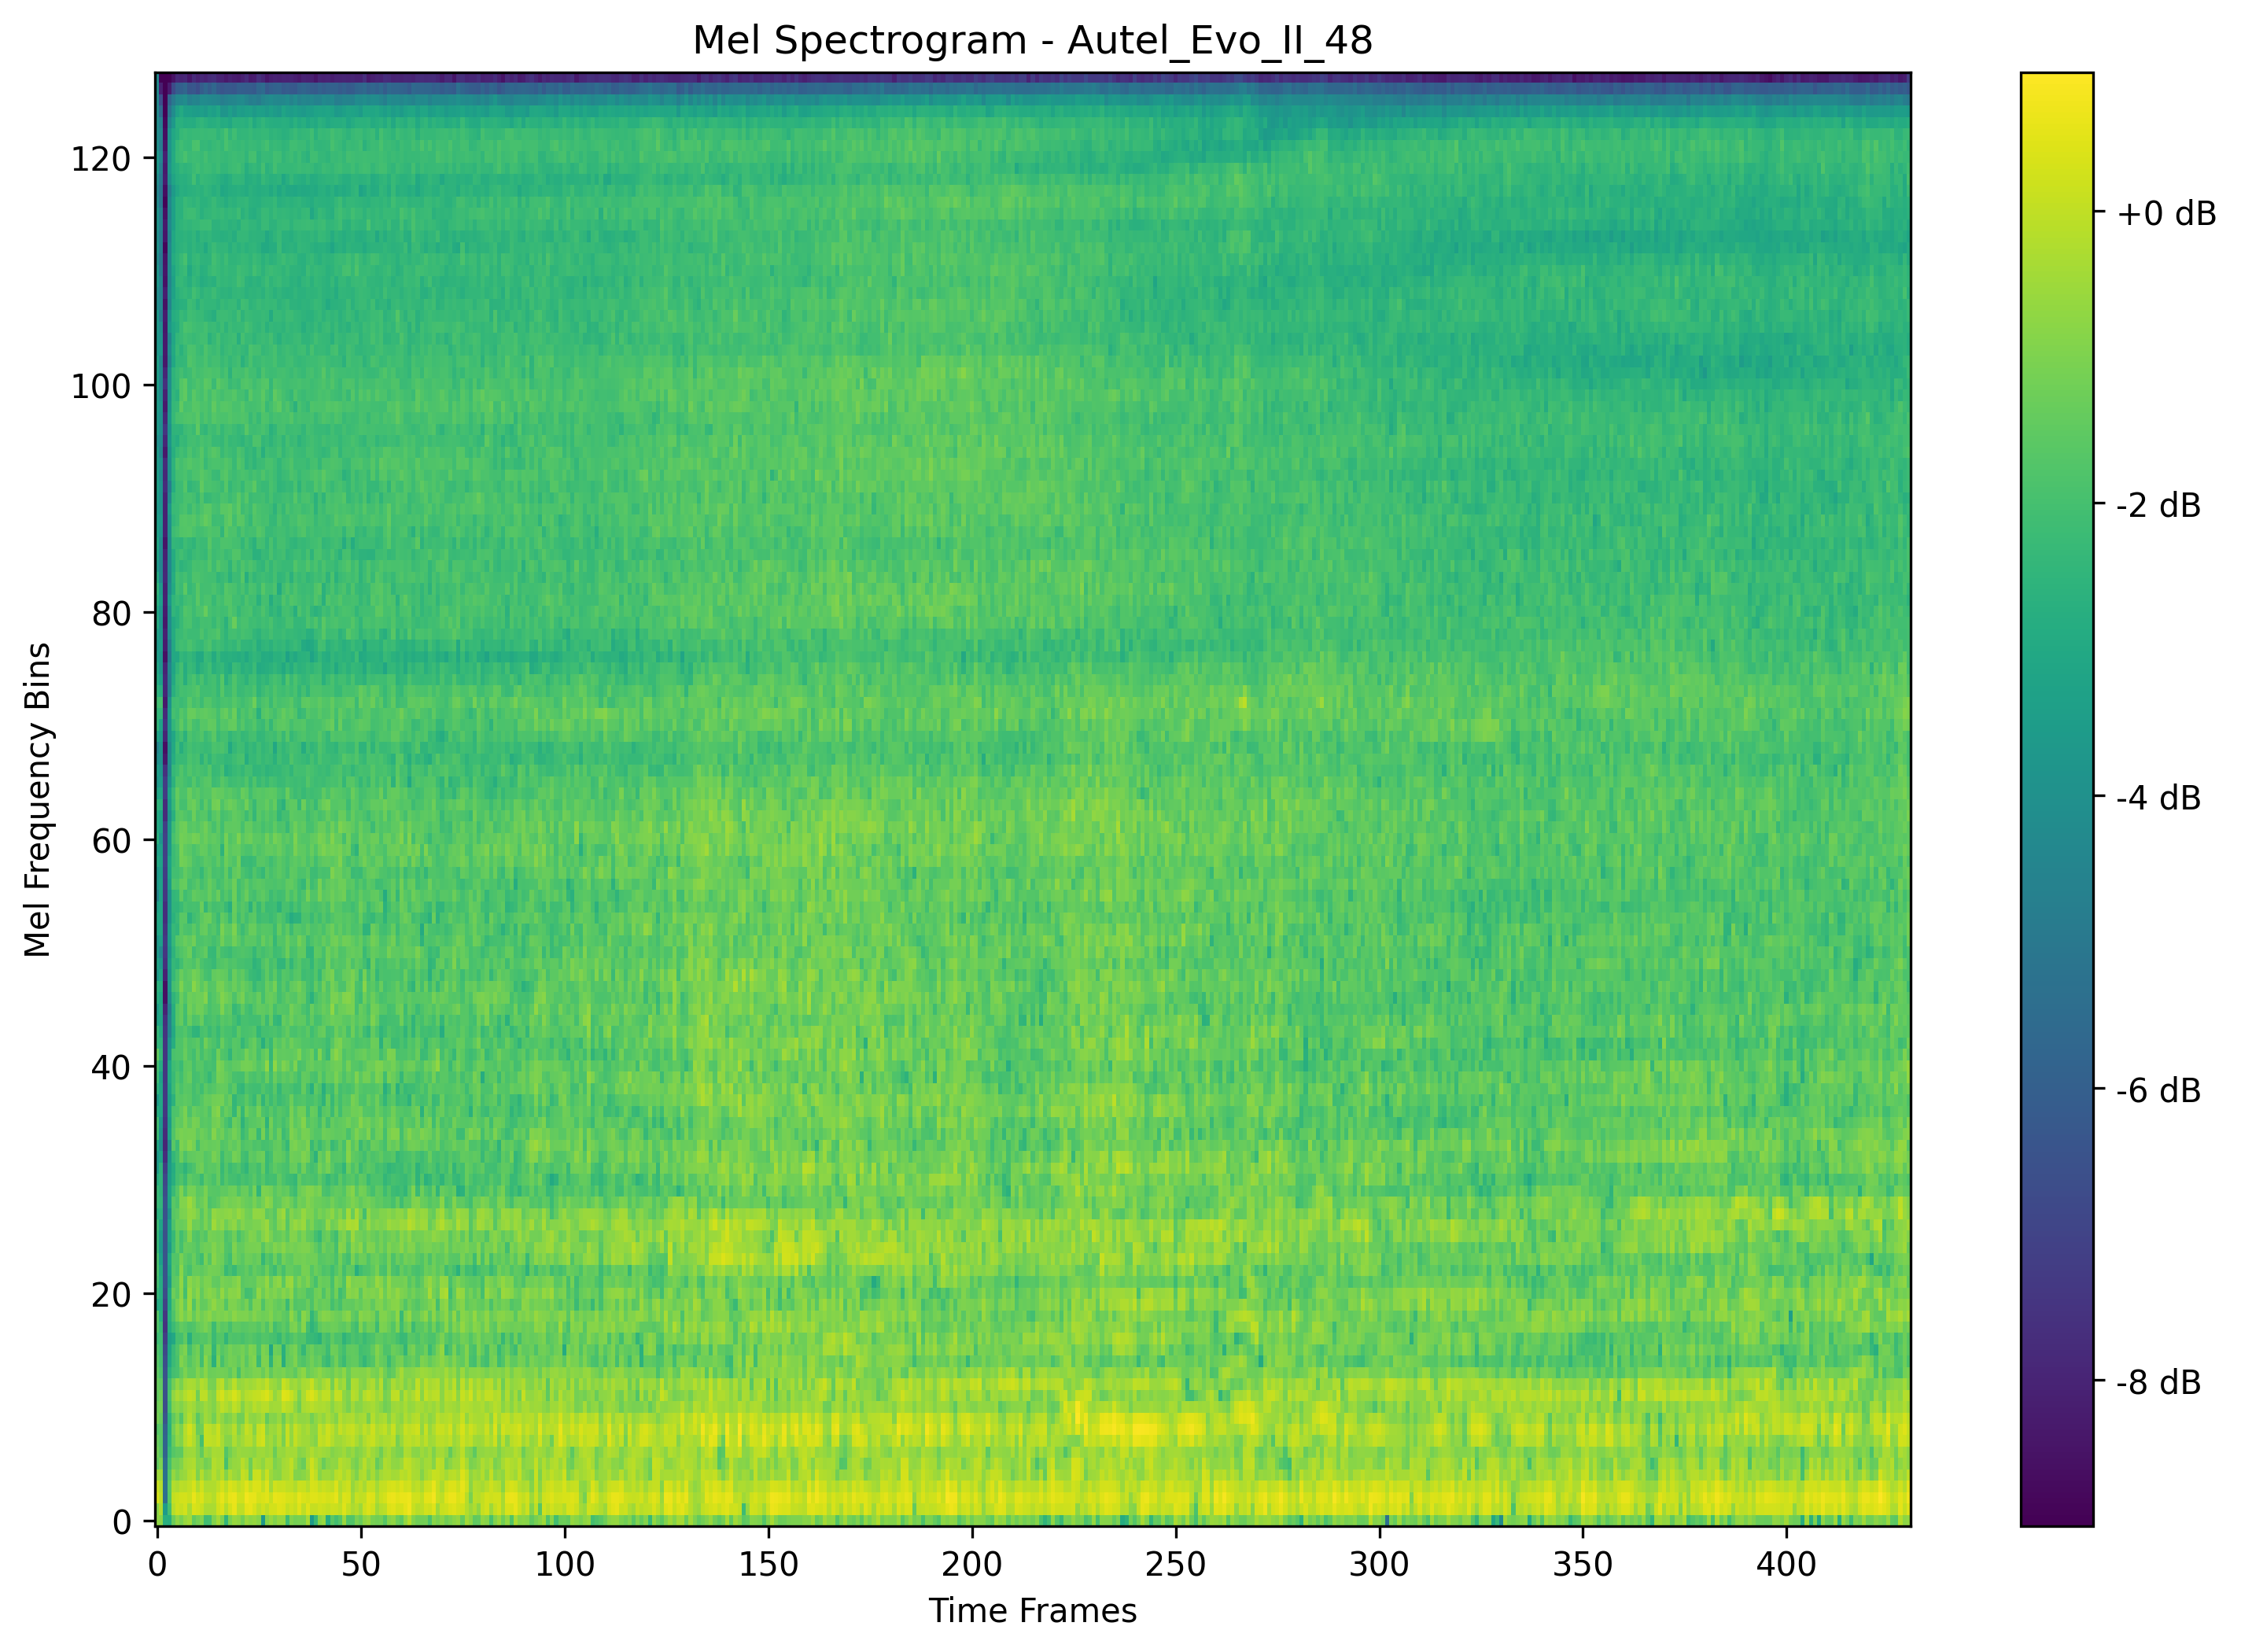 Mel Spectrogram - Autel_Evo_II_48
Mel Frequency Bins
120
100
80
60
40
20
0
0 50 100 150 200 250 300 350 400
Time Frames
+0 dB
-2 dB
-4 dB
-6 dB
-8 dB